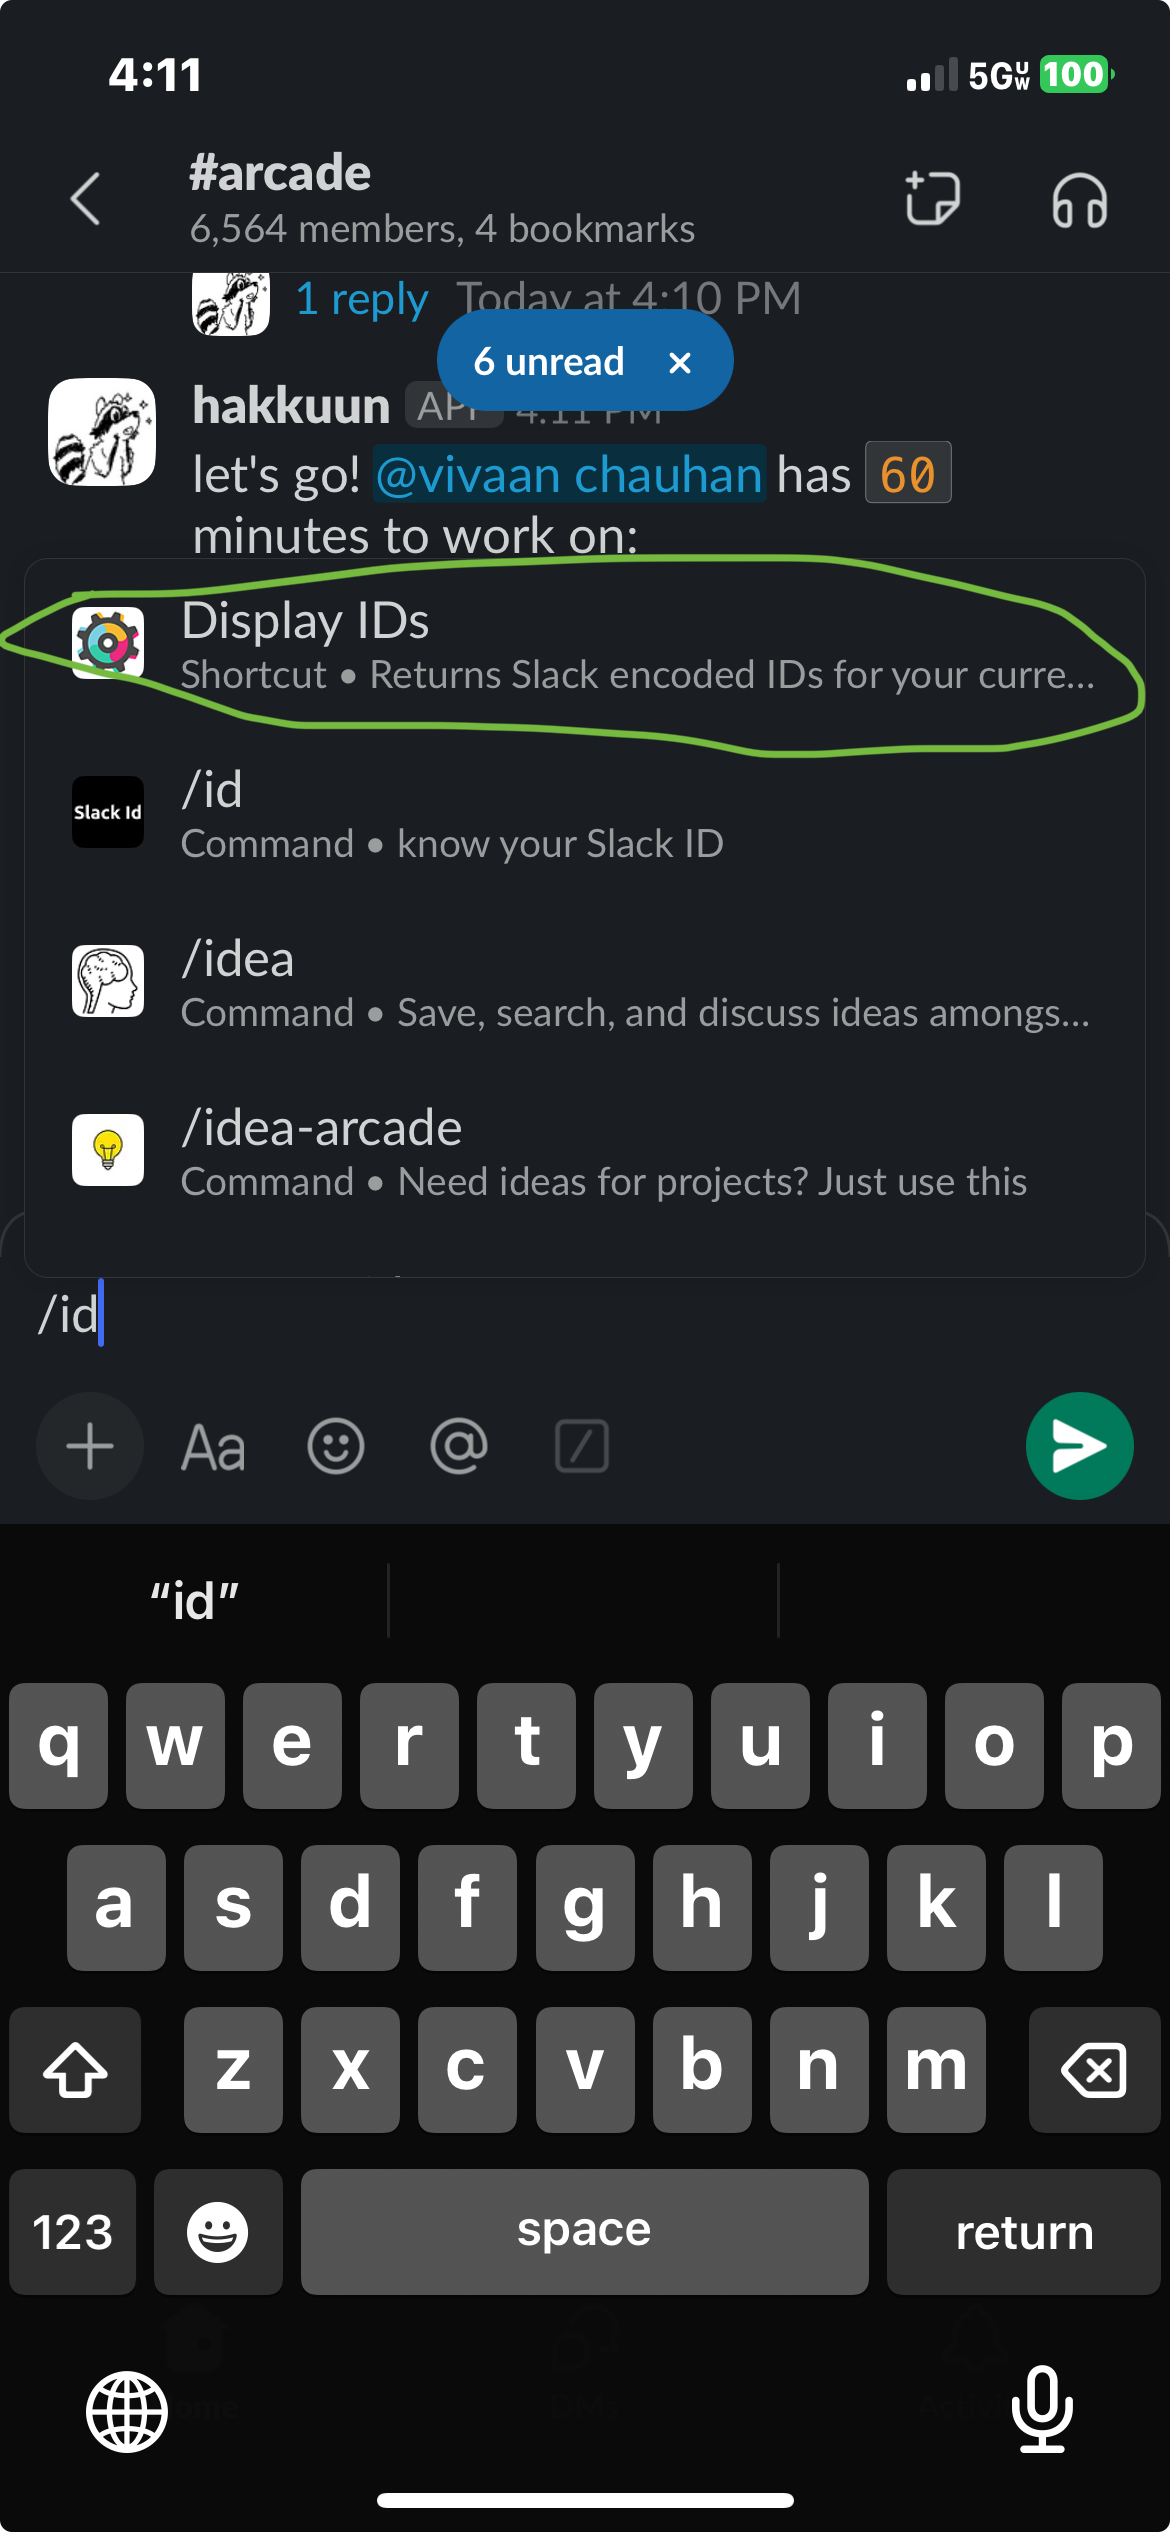 4:11
5G UW 100
#arcade
6,564 members, 4 bookmarks
1 reply Today at 4:10 PM
6 unread ×
hakkuun 4:11 PM
let's go! @vivaan chauhan has 60
minutes to work on:
Display IDs
Shortcut • Returns Slack encoded IDs for your curre...
Slack Id
/id
Command • know your Slack ID
/idea
Command • Save, search, and discuss ideas amongs...
/idea-arcade
Command • Need ideas for projects? Just use this
/id
Aa @ /
“id”
q w e r t y u i o p
a s d f g h j k l
z x c v b n m
123 space return